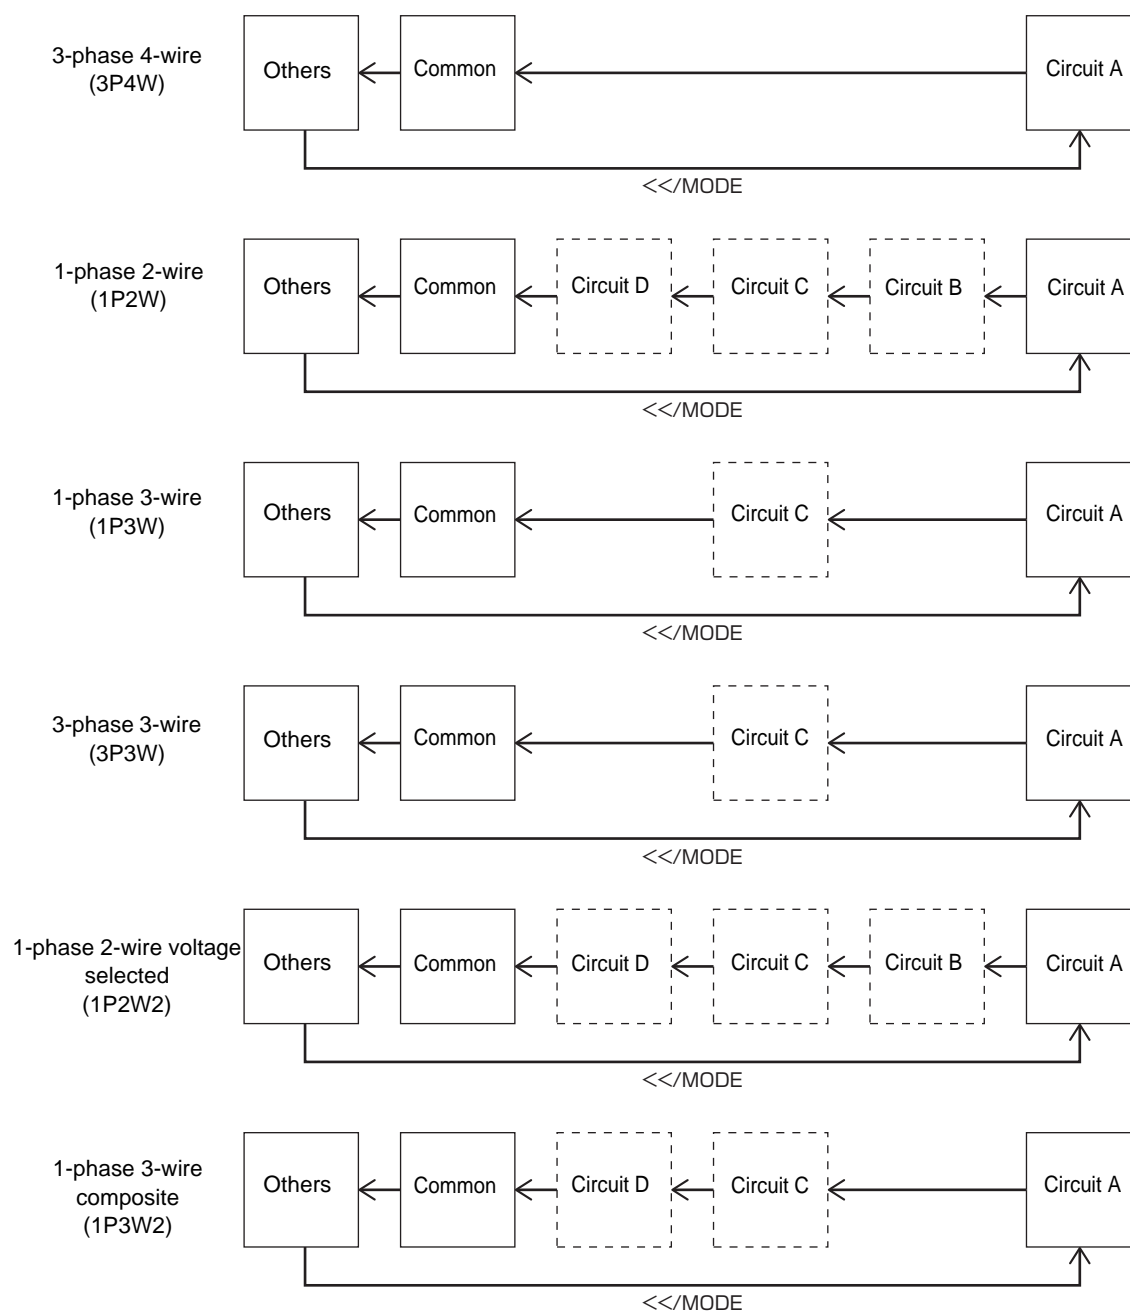 3-phase 4-wire
(3P4W)
Others
Common
Circuit A
<</MODE
1-phase 2-wire
(1P2W)
Others
Common
Circuit D
Circuit C
Circuit B
Circuit A
<</MODE
1-phase 3-wire
(1P3W)
Others
Common
Circuit C
Circuit A
<</MODE
3-phase 3-wire
(3P3W)
Others
Common
Circuit C
Circuit A
<</MODE
1-phase 2-wire voltage
selected
(1P2W2)
Others
Common
Circuit D
Circuit C
Circuit B
Circuit A
<</MODE
1-phase 3-wire
composite
(1P3W2)
Others
Common
Circuit D
Circuit C
Circuit A
<</MODE